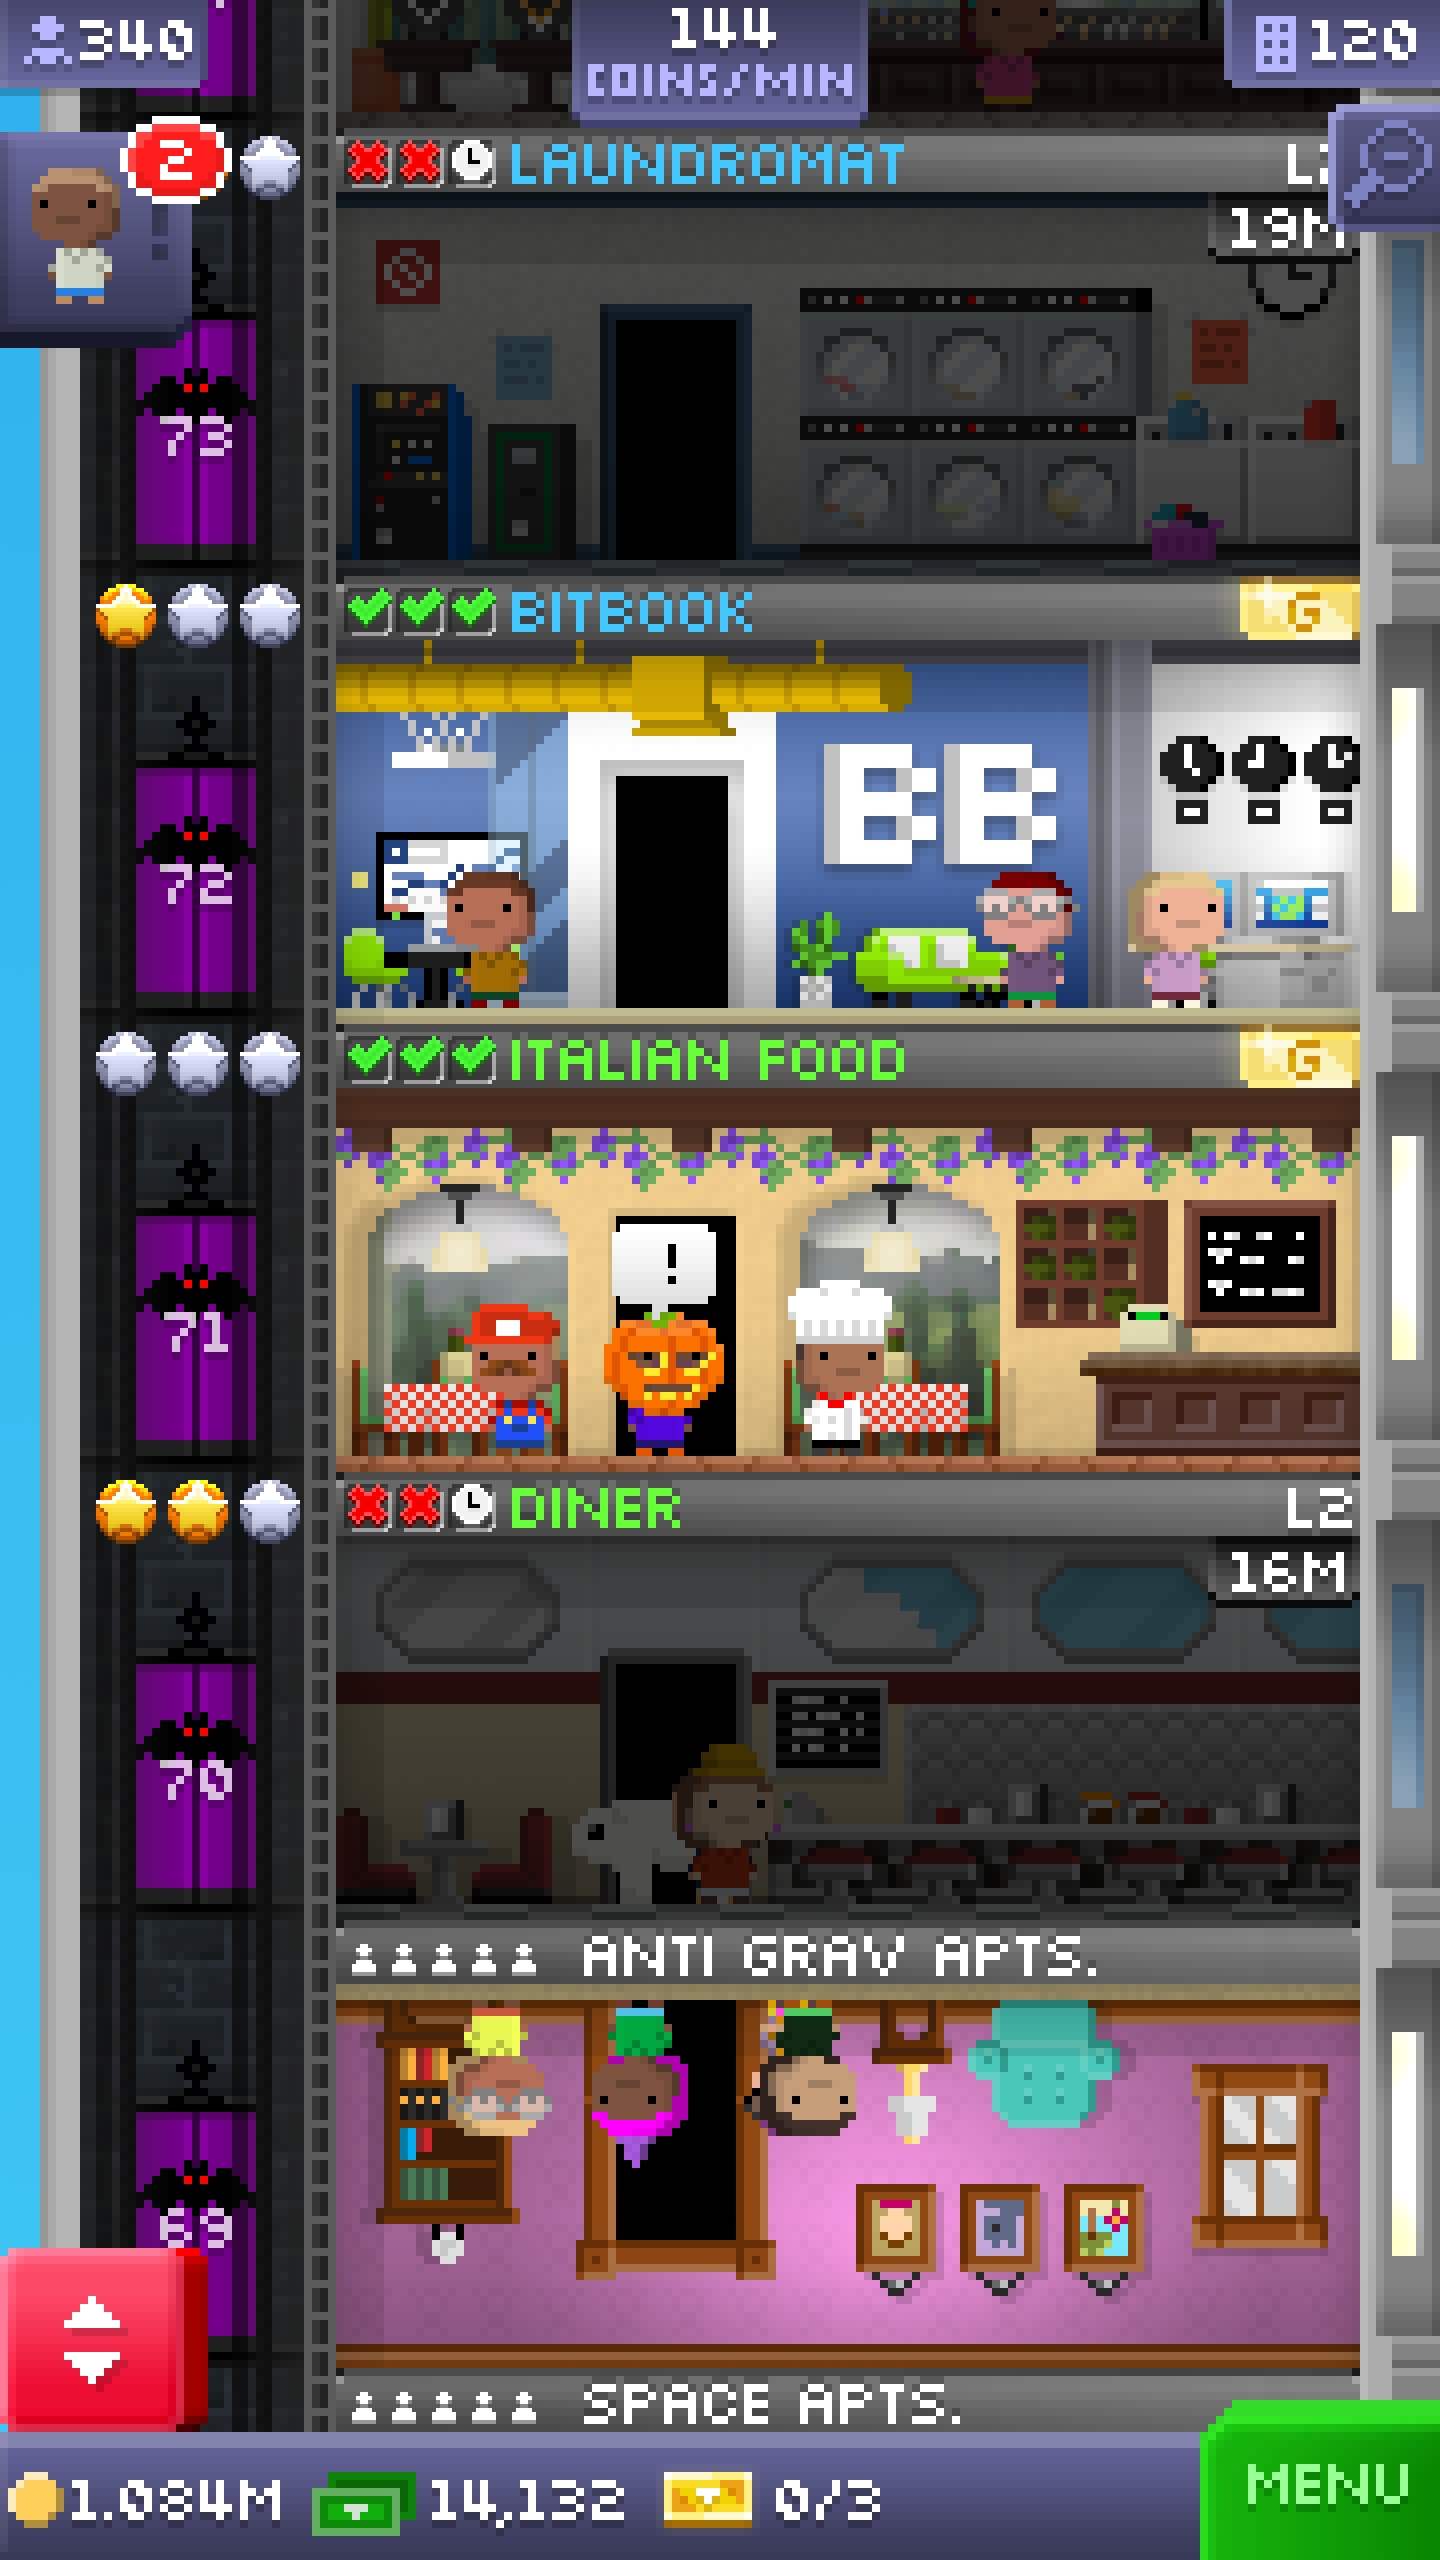 340
144
COINS/MIN
120
2
LAUNDROMAT
19M
73
BITBOOK
G
BB
72
ITALIAN FOOD
G
!
71
DINER
L2
16M
70
ANTI GRAV APTS.
69
SPACE APTS.
1.084M
14,132
0/3
MENU